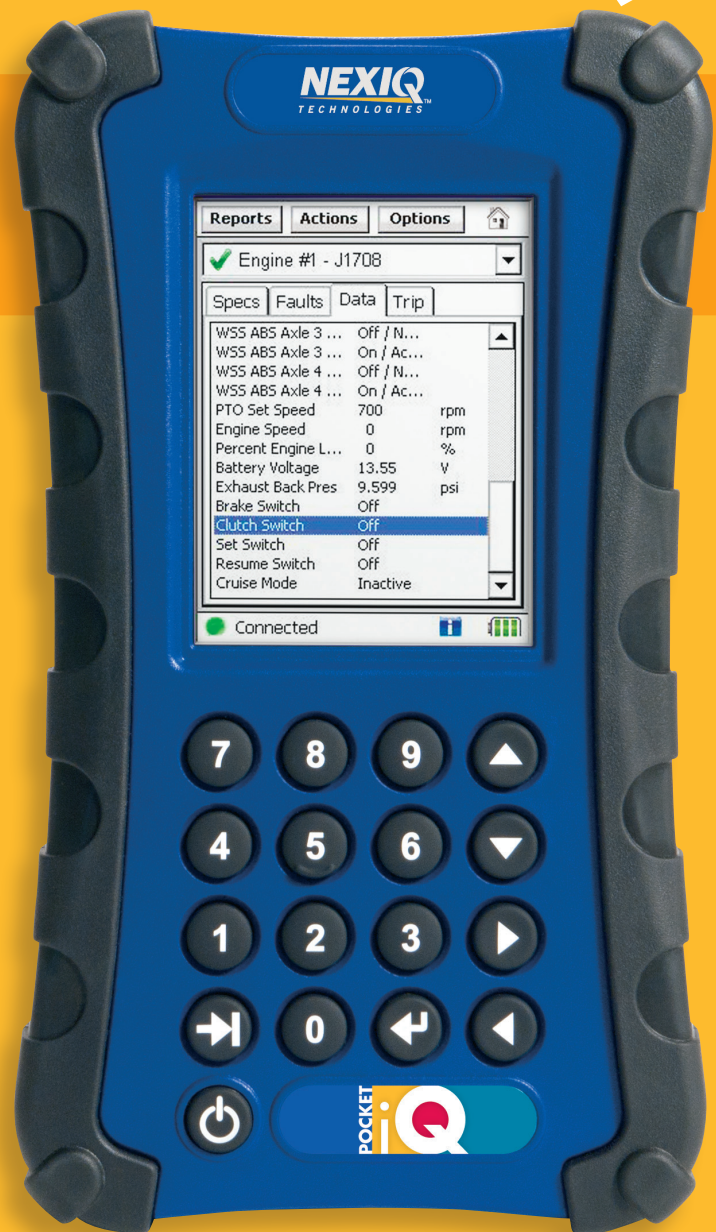 NEXIQ™
TECHNOLOGIES
Reports Actions Options
Engine #1 - J1708
Specs Faults Data Trip
WSS ABS Axle 3 ... Off / N...
WSS ABS Axle 3 ... On / Ac...
WSS ABS Axle 4 ... Off / N...
WSS ABS Axle 4 ... On / Ac...
PTO Set Speed 700 rpm
Engine Speed 0 rpm
Percent Engine L... 0 %
Battery Voltage 13.55 V
Exhaust Back Pres 9.599 psi
Brake Switch Off
Clutch Switch Off
Set Switch Off
Resume Switch Off
Cruise Mode Inactive
Connected i
7 8 9
4 5 6
1 2 3
0
POCKET iQ